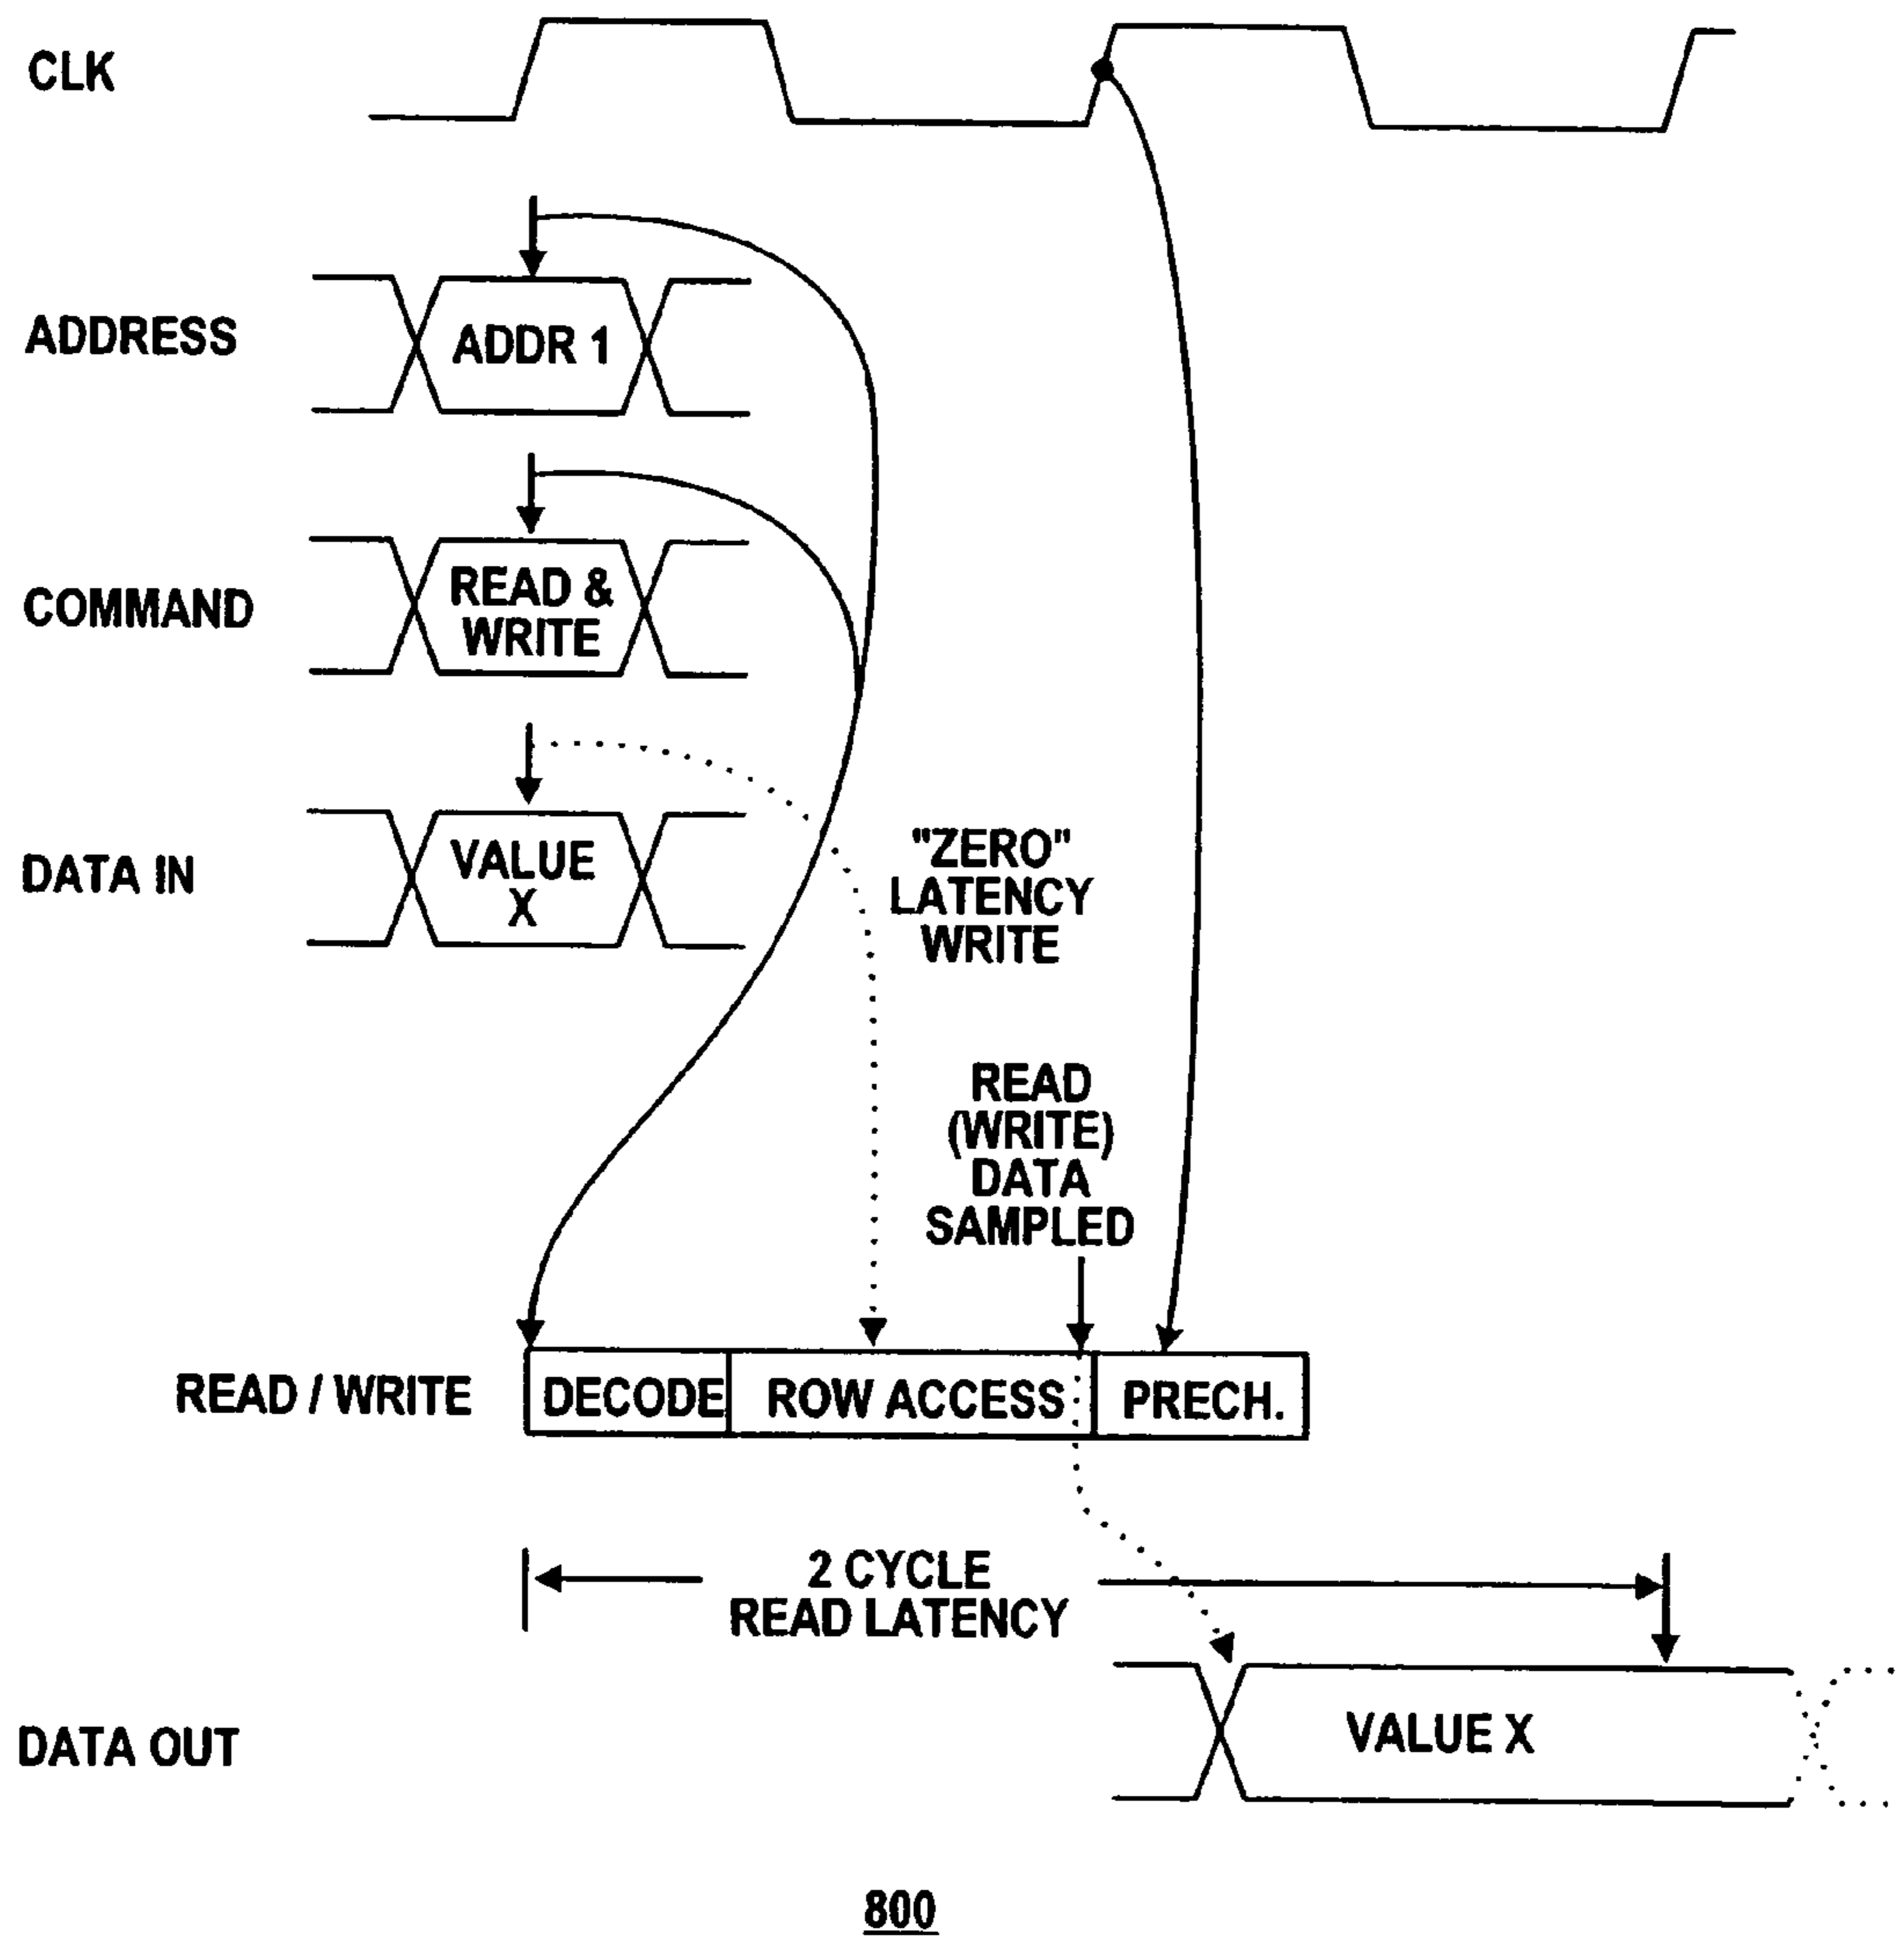 CLK
ADDRESS
ADDR 1
COMMAND
READ &
WRITE
DATA IN
VALUE
X
"ZERO"
LATENCY
WRITE
READ
(WRITE)
DATA
SAMPLED
READ / WRITE
DECODE
ROW ACCESS
PRECH.
2 CYCLE
READ LATENCY
DATA OUT
VALUE X
800